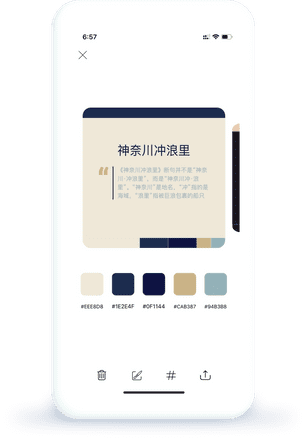 6:57
神奈川冲浪里
“
《神奈川冲浪里》断句并不是“神奈
川·冲浪里”，而是“神奈川冲·浪
里”。“神奈川”是地名，“冲”指的是
海域，“浪里”指被巨浪包裹的船只
#EEE8D8 #1E2E4F #0F1144 #CAB387 #94B3B8